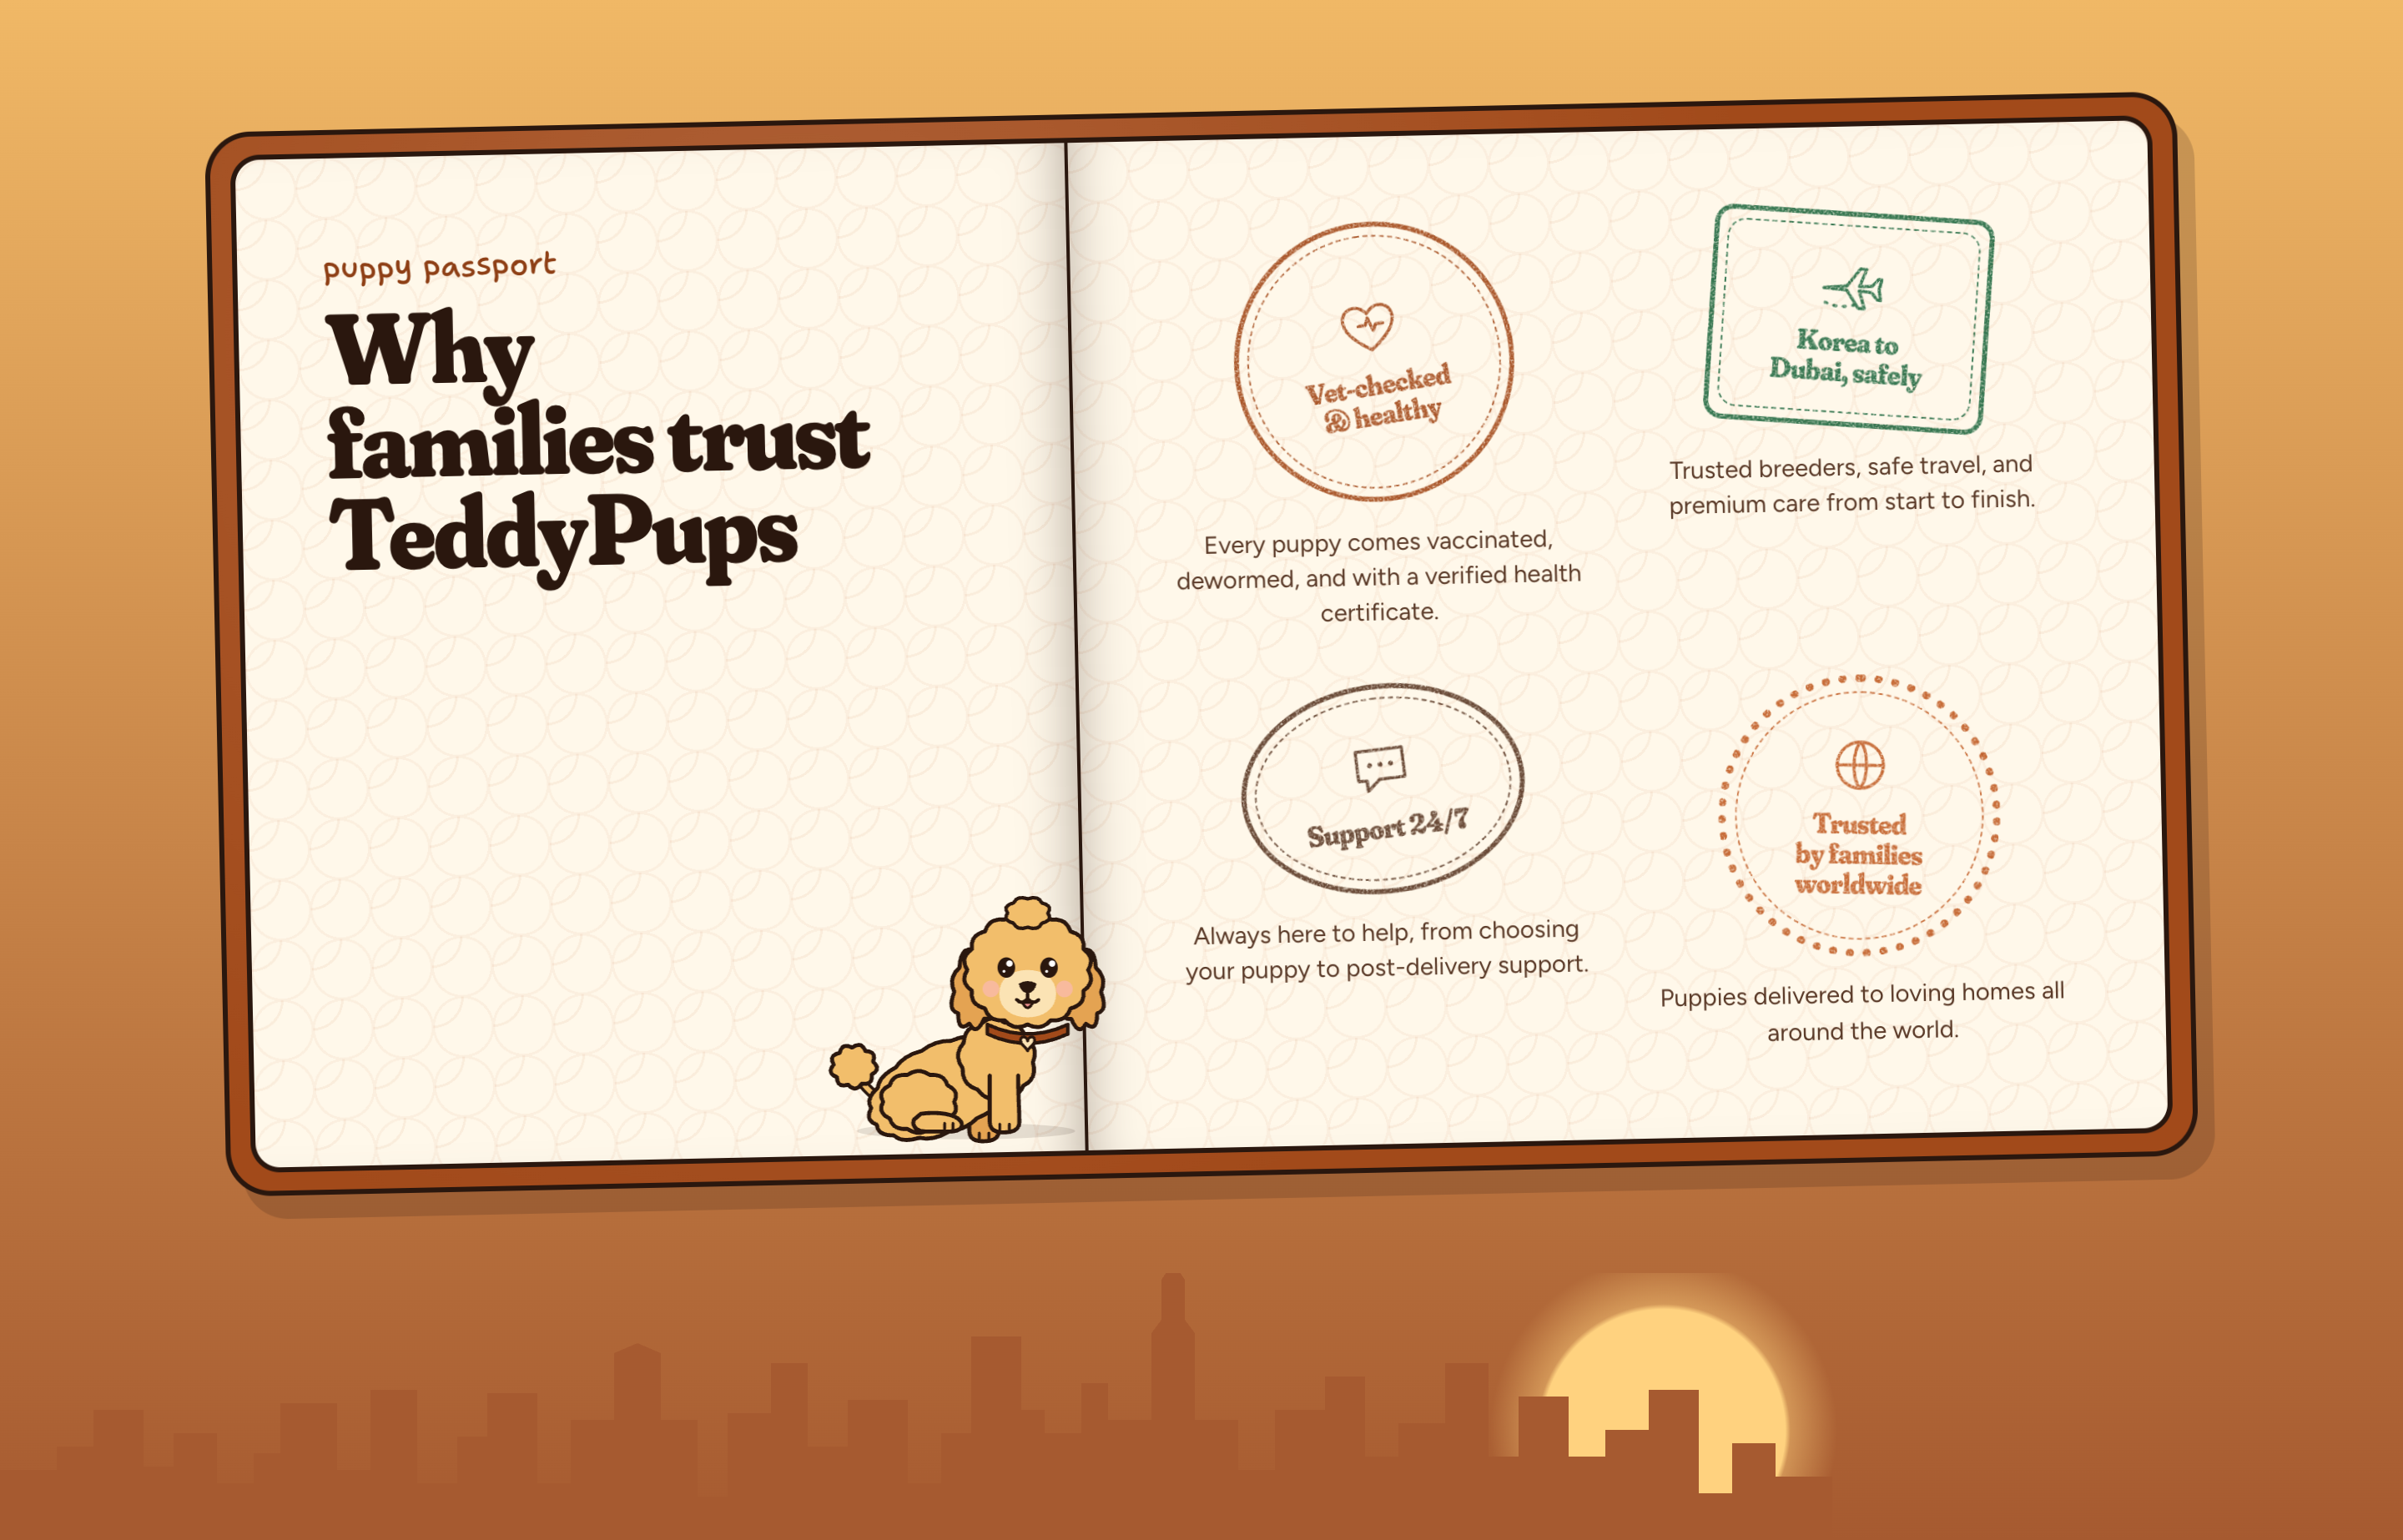 puppy passport
Why
families trust
TeddyPups
Vet-checked
& healthy
Every puppy comes vaccinated,
dewormed, and with a verified health
certificate.
Korea to
Dubai, safely
Trusted breeders, safe travel, and
premium care from start to finish.
Support 24/7
Always here to help, from choosing
your puppy to post-delivery support.
Trusted
by families
worldwide
Puppies delivered to loving homes all
around the world.